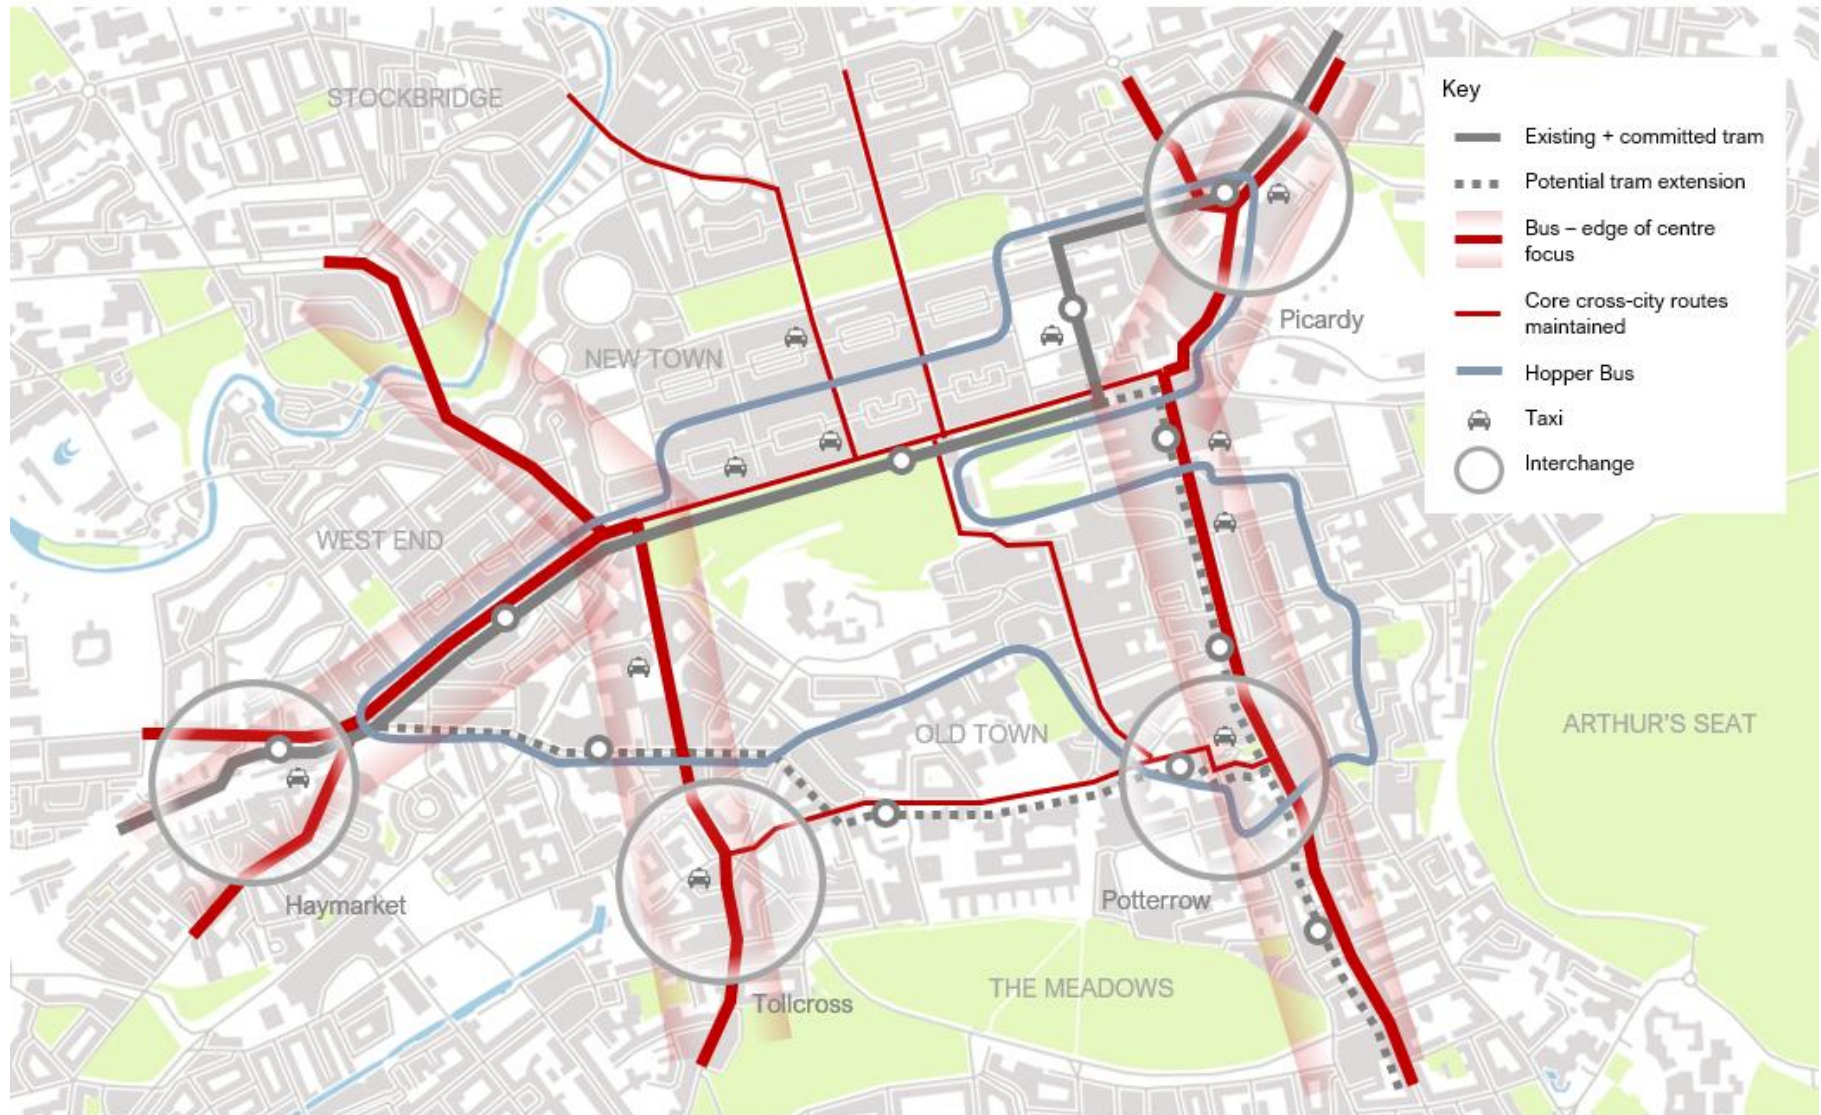 STOCKBRIDGE
Key
Existing + committed tram
Potential tram extension
Bus – edge of centre
focus
Core cross-city routes
maintained
Hopper Bus
Taxi
Interchange
Picardy
NEW TOWN
WEST END
OLD TOWN
ARTHUR'S SEAT
Haymarket
Potterrow
THE MEADOWS
Tollcross